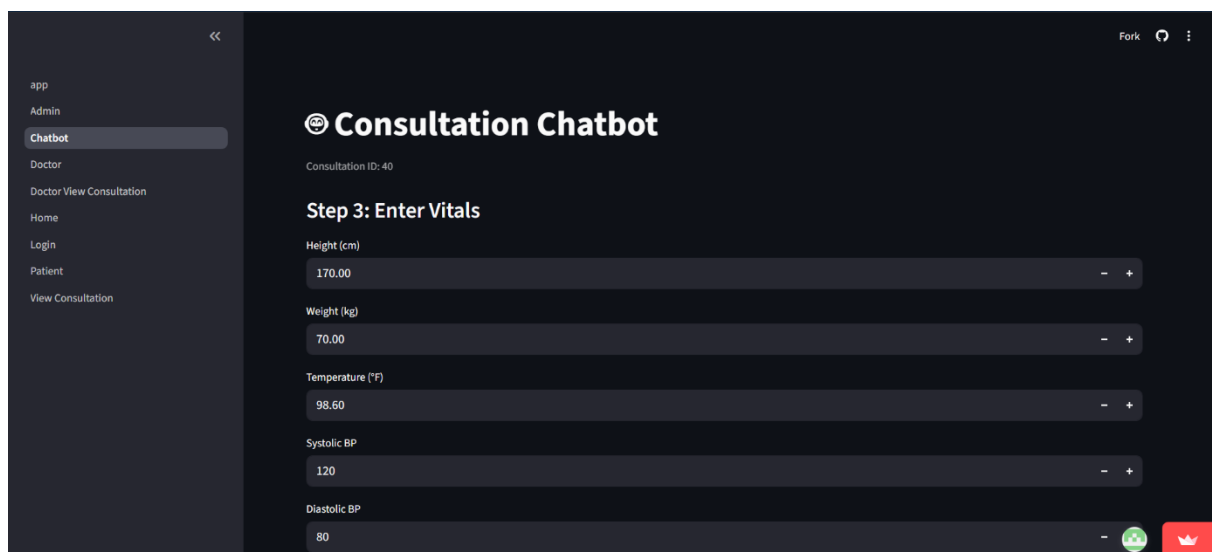 Fork
app
Admin
Chatbot
Doctor
Doctor View Consultation
Home
Login
Patient
View Consultation
Consultation Chatbot
Consultation ID: 40
Step 3: Enter Vitals
Height (cm)
170.00
Weight (kg)
70.00
Temperature (°F)
98.60
Systolic BP
120
Diastolic BP
80